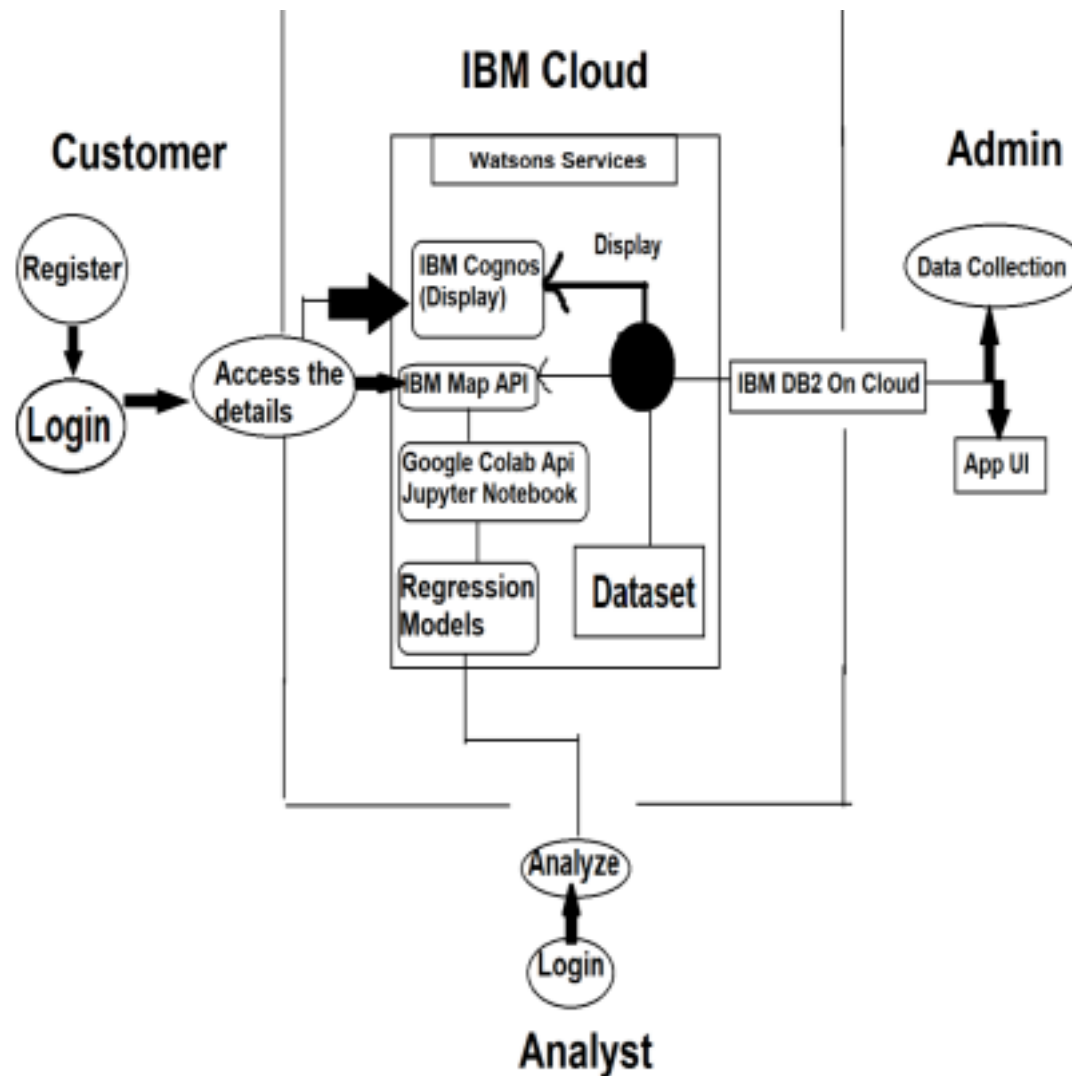 IBM Cloud
Customer
Admin
Watsons Services
Register
IBM Cognos
(Display)
Display
Data Collection
Access the
details
IBM Map API
IBM DB2 On Cloud
Login
Google Colab Api
Jupyter Notebook
App UI
Regression
Models
Dataset
Analyze
Login
Analyst